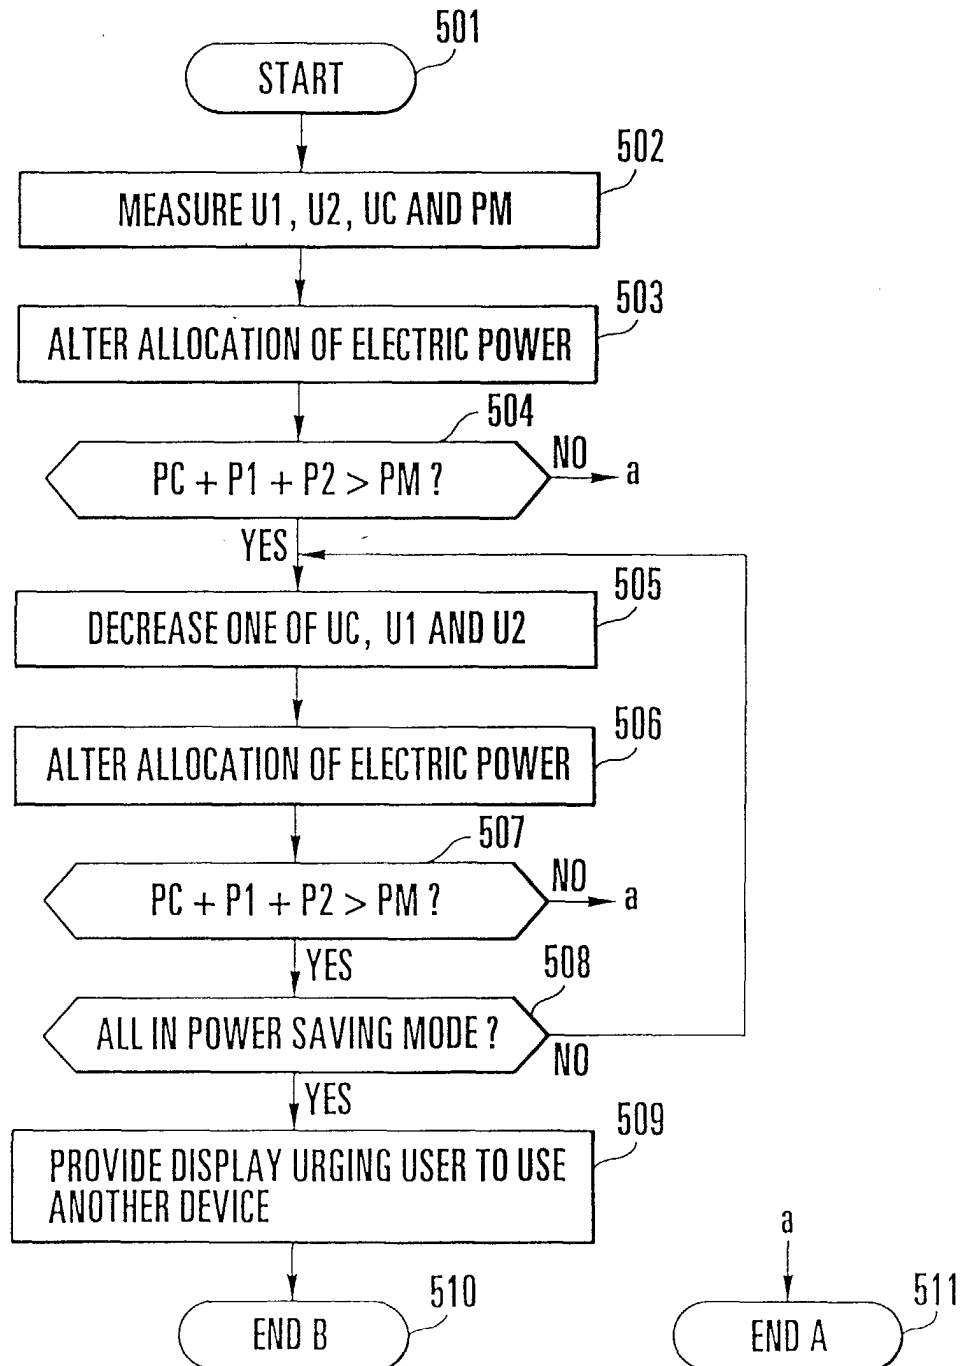 501
START
502
MEASURE U1, U2, UC AND PM
503
ALTER ALLOCATION OF ELECTRIC POWER
504
PC + P1 + P2 > PM ?
NO
a
YES
505
DECREASE ONE OF UC, U1 AND U2
506
ALTER ALLOCATION OF ELECTRIC POWER
507
PC + P1 + P2 > PM ?
NO
a
YES
508
ALL IN POWER SAVING MODE ?
NO
YES
509
PROVIDE DISPLAY URGING USER TO USE
ANOTHER DEVICE
510
END B
a
511
END A